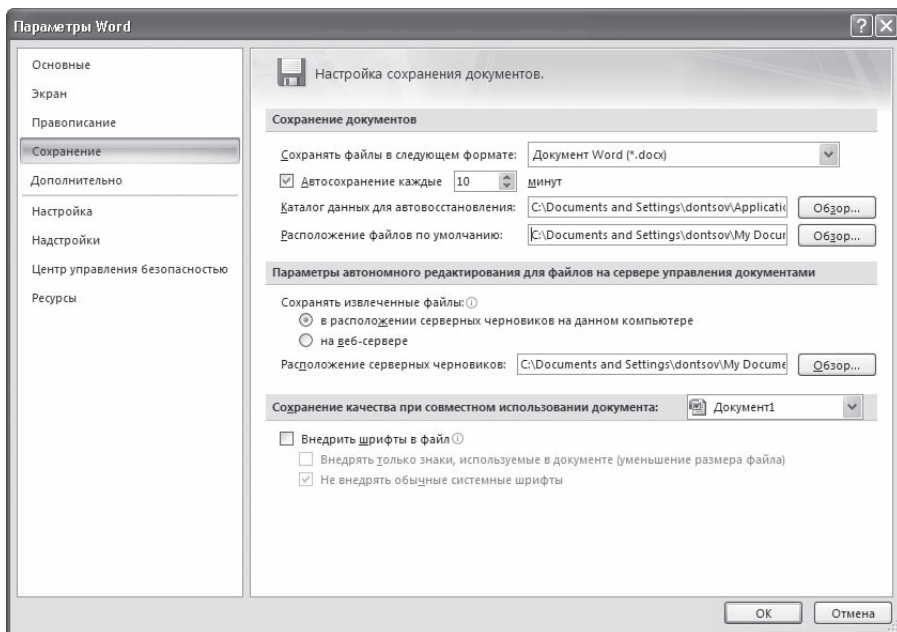 Параметры Word
Основные
Экран
Правописание
Сохранение
Дополнительно
Настройка
Надстройки
Центр управления безопасностью
Ресурсы
Настройка сохранения документов.
Сохранение документов
Сохранять файлы в следующем формате: Документ Word (*.docx)
Автосохранение каждые 10 минут
Каталог данных для автовосстановления: C:\Documents and Settings\dontsov\Applicatic Обзор...
Расположение файлов по умолчанию: C:\Documents and Settings\dontsov\My Docur Обзор...
Параметры автономного редактирования для файлов на сервере управления документами
Сохранять извлеченные файлы:
в расположении серверных черновиков на данном компьютере
на веб-сервере
Расположение серверных черновиков: C:\Documents and Settings\dontsov\My Docume Обзор...
Сохранение качества при совместном использовании документа: Документ1
Внедрить шрифты в файл
Внедрять только знаки, используемые в документе (уменьшение размера файла)
Не внедрять обычные системные шрифты
ОК Отмена